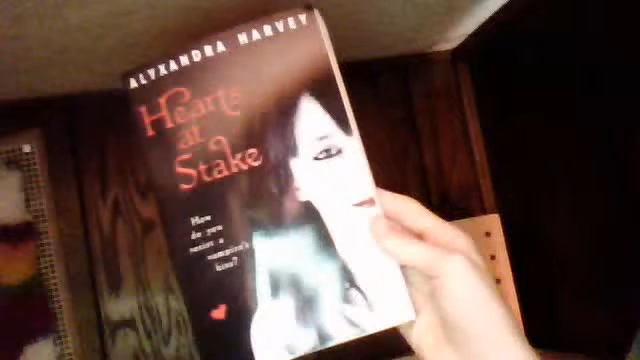 ALYXANDRA HARVEY
Hearts
at
Stake
How
do you
resist a
vampire's
kiss?